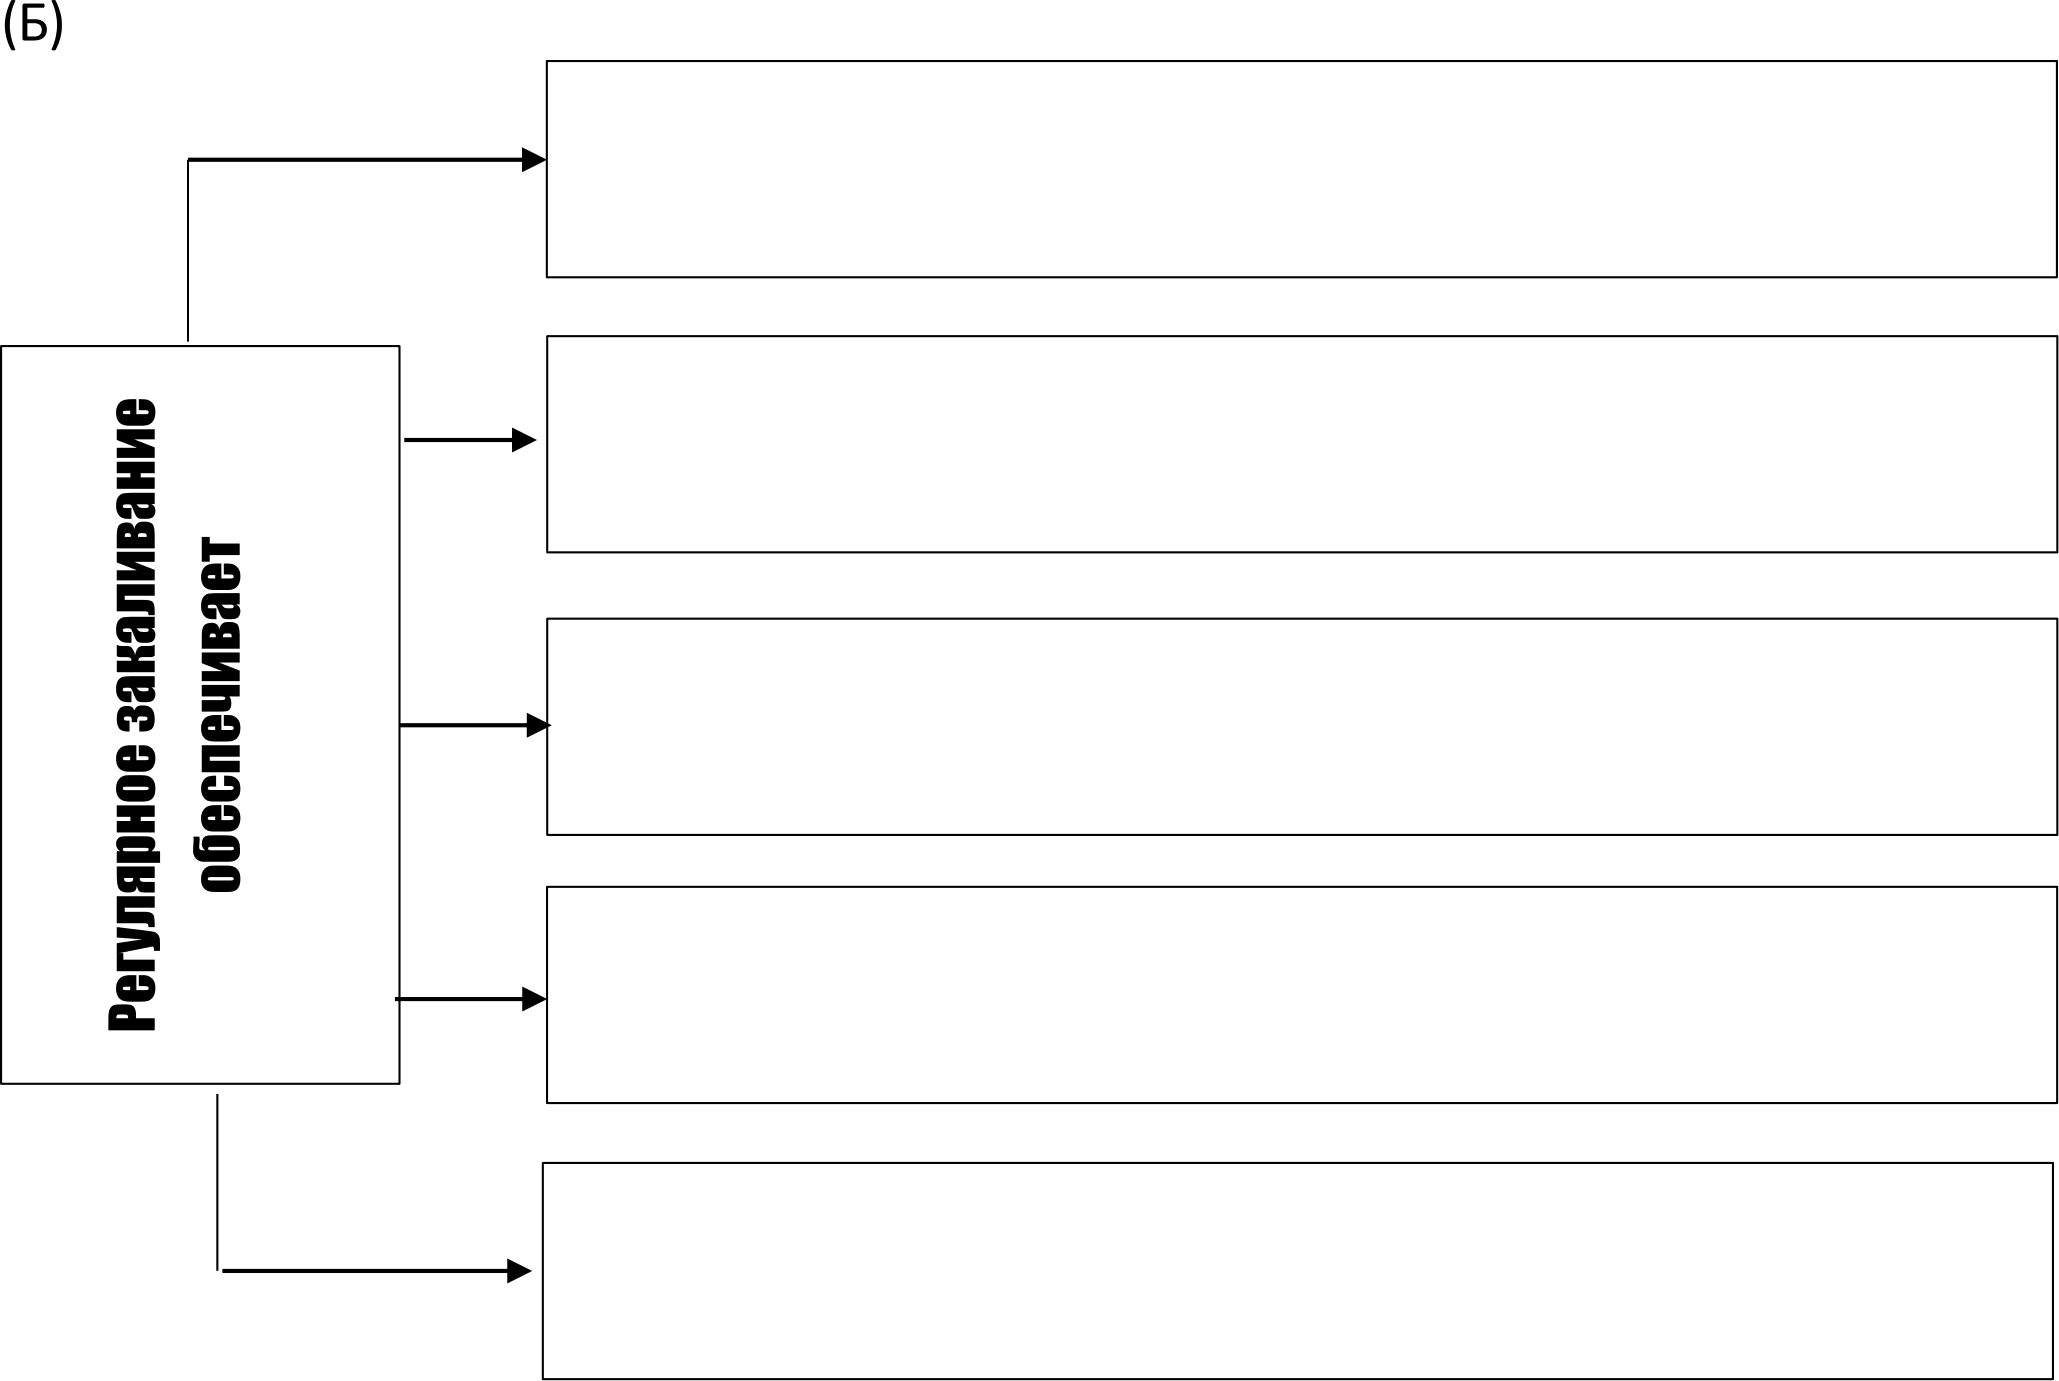 (Б)
Регулярное закаливание
обеспечивает